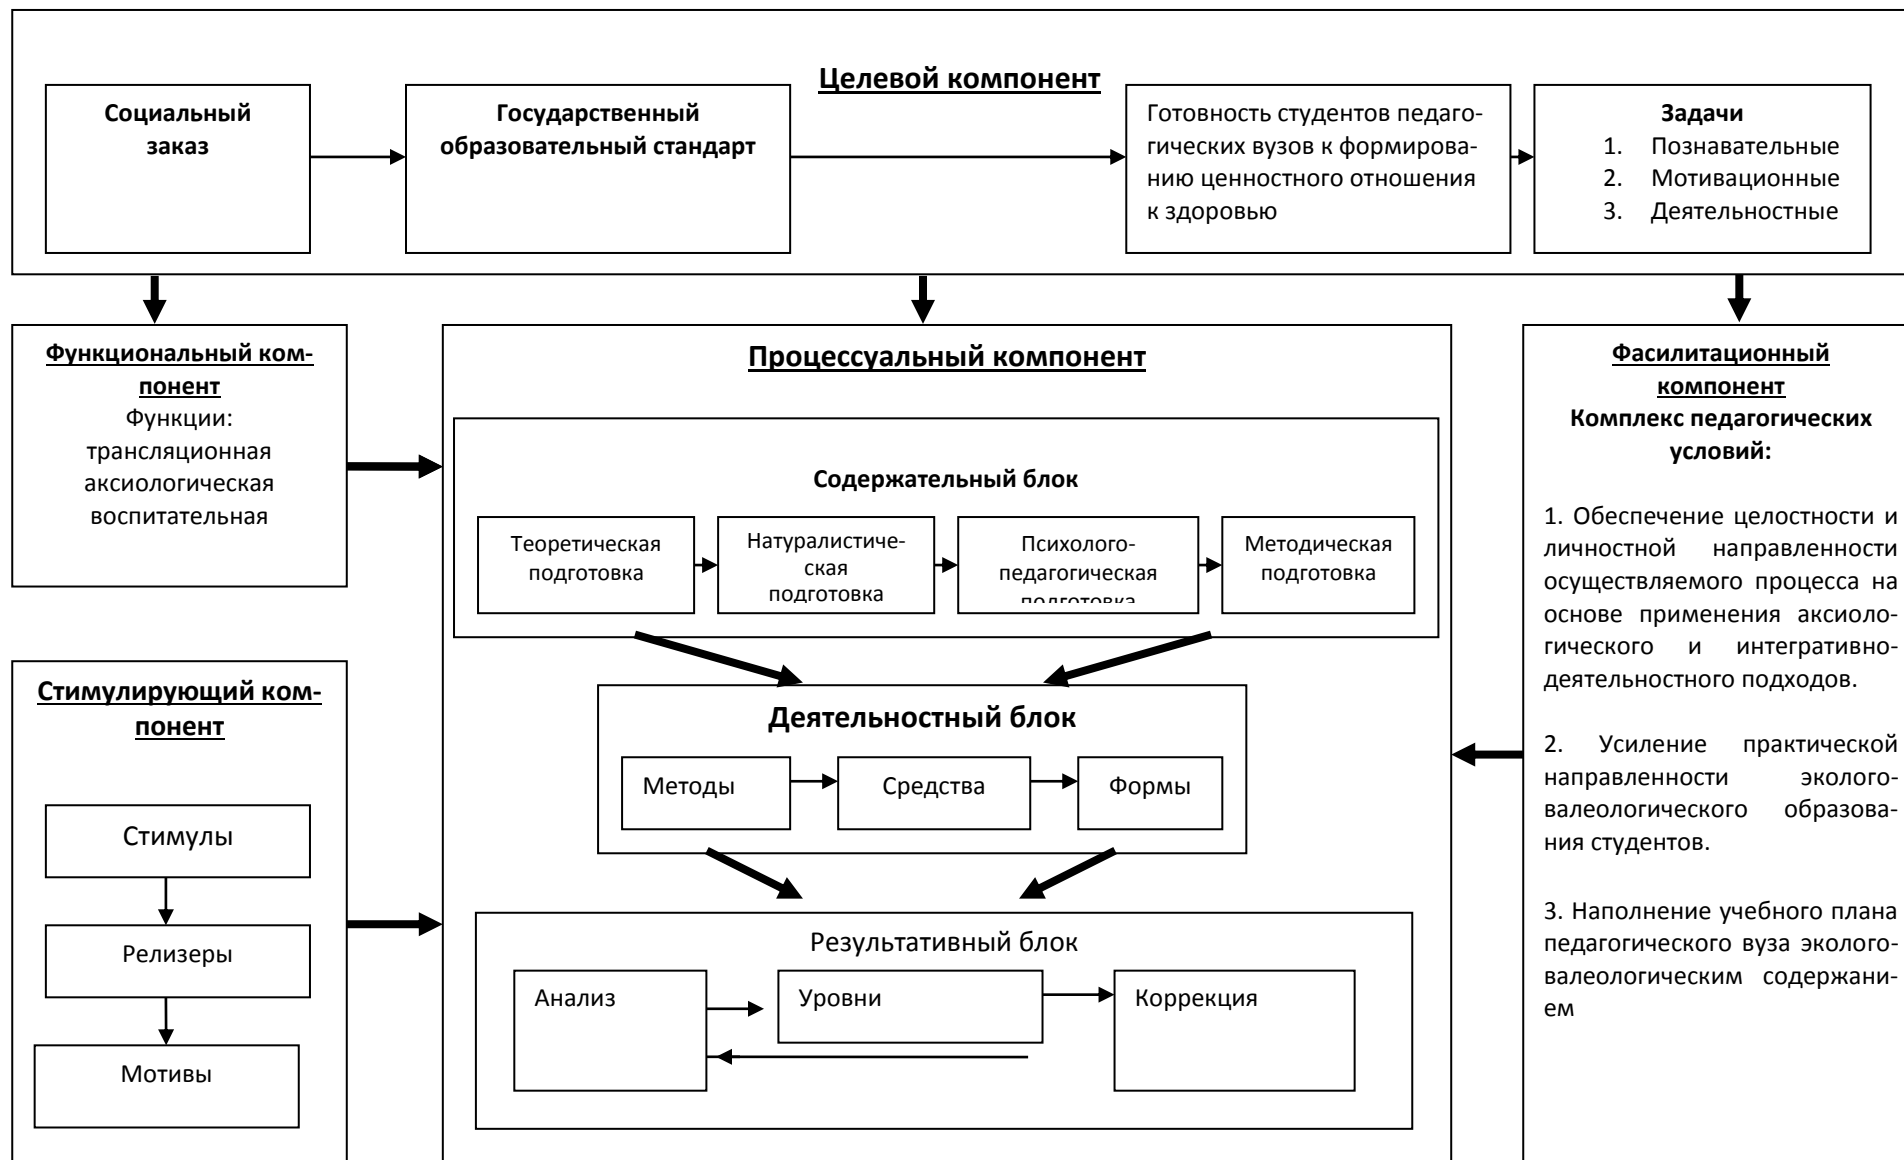 Целевой компонент
Социальный
заказ
Государственный
образовательный стандарт
Готовность студентов педаго-
гических вузов к формирова-
нию ценностного отношения
к здоровью
Задачи
1. Познавательные
2. Мотивационные
3. Деятельностные
Функциональный ком-
понент
Функции:
трансляционная
аксиологическая
воспитательная
Стимулирующий ком-
понент
Стимулы
Релизеры
Мотивы
Процессуальный компонент
Содержательный блок
Теоретическая
подготовка
Натуралистиче-
ская
подготовка
Психолого-
педагогическая
подготовка
Методическая
подготовка
Деятельностный блок
Методы
Средства
Формы
Результативный блок
Анализ
Уровни
Коррекция
Фасилитационный
компонент
Комплекс педагогических
условий:
1. Обеспечение целостности и
личностной направленности
осуществляемого процесса на
основе применения аксиоло-
гического и интегративно-
деятельностного подходов.
2. Усиление практической
направленности эколого-
валеологического образова-
ния студентов.
3. Наполнение учебного плана
педагогического вуза эколого-
валеологическим содержани-
ем